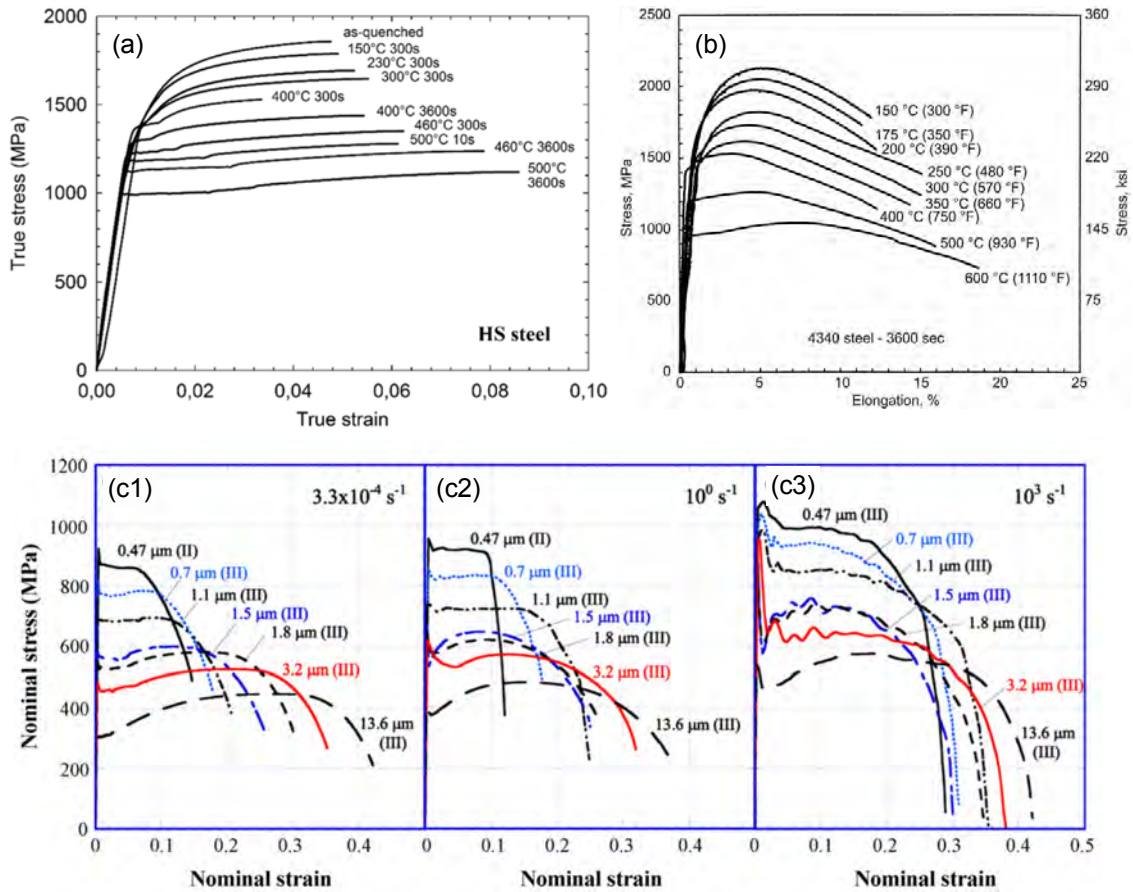 (a)
True stress (MPa)
2000
1500
1000
500
0
as-quenched
150°C 300s
230°C 300s
300°C 300s
400°C 300s
400°C 3600s
460°C 300s
500°C 10s
460°C 3600s
500°C
3600s
HS steel
0,00
0,02
0,04
0,06
0,08
0,10
True strain
(b)
Stress, MPa
2500
2000
1500
1000
500
0
150 °C (300 °F)
175 °C (350 °F)
200 °C (390 °F)
250 °C (480 °F)
300 °C (570 °F)
350 °C (660 °F)
400 °C (750 °F)
500 °C (930 °F)
600 °C (1110 °F)
4340 steel - 3600 sec
360
290
220
145
75
Stress, ksi
0
5
10
15
20
25
Elongation, %
Nominal stress (MPa)
1200
1000
800
600
400
200
0
(c1)
3.3x10⁻⁴ s⁻¹
0.47 µm (II)
0.7 µm (III)
1.1 µm (III)
1.5 µm (III)
1.8 µm (III)
3.2 µm (III)
13.6 µm
(III)
0
0.1
0.2
0.3
0.4
Nominal strain
(c2)
10⁰ s⁻¹
0.47 µm (II)
0.7 µm (III)
1.1 µm (III)
1.5 µm (III)
1.8 µm (III)
3.2 µm (III)
13.6 µm (III)
0
0.1
0.2
0.3
0.4
Nominal strain
(c3)
10³ s⁻¹
0.47 µm (III)
0.7 µm (III)
1.1 µm (III)
1.5 µm (III)
1.8 µm (III)
3.2 µm (III)
13.6 µm
(III)
0
0.1
0.2
0.3
0.4
0.5
Nominal strain